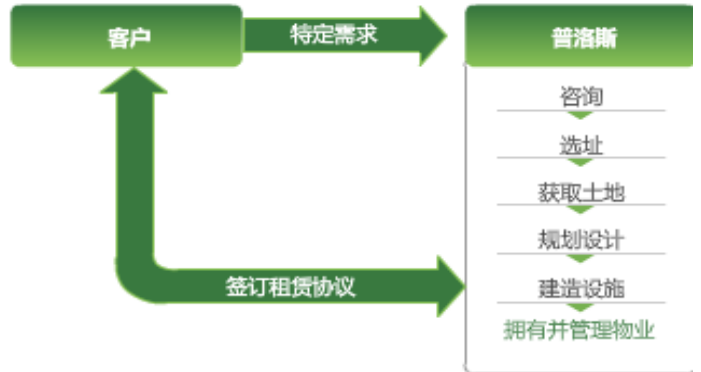 客户
特定需求
普洛斯
咨询
选址
获取土地
规划设计
建造设施
拥有并管理物业
签订租赁协议